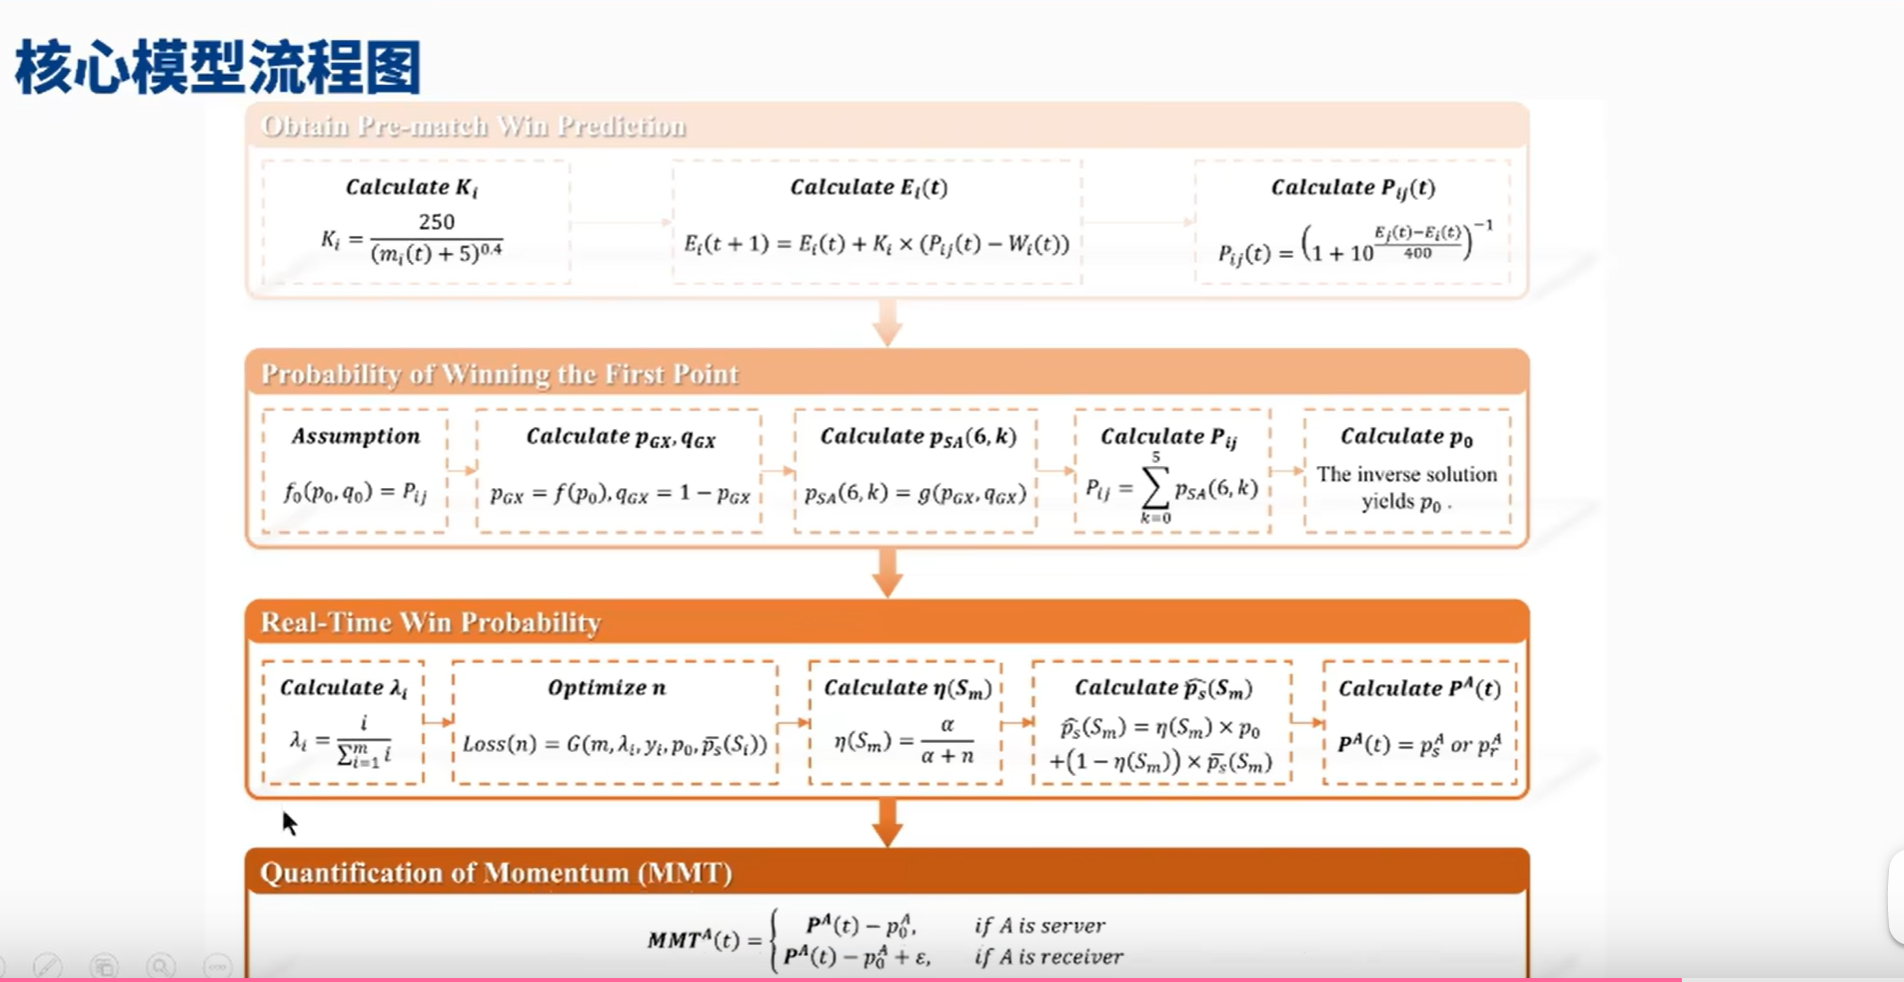 核心模型流程图
Obtain Pre-match Win Prediction
Calculate K_i
K_i = 250 / (m_i(t) + 5)^0.4
Calculate E_i(t)
E_i(t + 1) = E_i(t) + K_i × (P_ij(t) − W_i(t))
Calculate P_ij(t)
P_ij(t) = (1 + 10^((E_j(t)−E_i(t))/400))^−1
Probability of Winning the First Point
Assumption
f_0(p_0, q_0) = P_ij
Calculate p_GX, q_GX
p_GX = f(p_0), q_GX = 1 − p_GX
Calculate p_SA(6, k)
p_SA(6, k) = g(p_GX, q_GX)
Calculate P_ij
P_ij = ∑_{k=0}^{5} p_SA(6, k)
Calculate p_0
The inverse solution
yields p_0 .
Real-Time Win Probability
Calculate λ_i
λ_i = i / ∑_{i=1}^{m} i
Optimize n
Loss(n) = G(m, λ_i, y_i, p_0, p̅_s(S_i))
Calculate η(S_m)
η(S_m) = α / (α + n)
Calculate p̂_s(S_m)
p̂_s(S_m) = η(S_m) × p_0
+(1 − η(S_m)) × p̅_s(S_m)
Calculate P^A(t)
P^A(t) = p_s^A or p_r^A
Quantification of Momentum (MMT)
MMT^A(t) = { P^A(t) − p_0^A, if A is server
P^A(t) − p_0^A + ε, if A is receiver